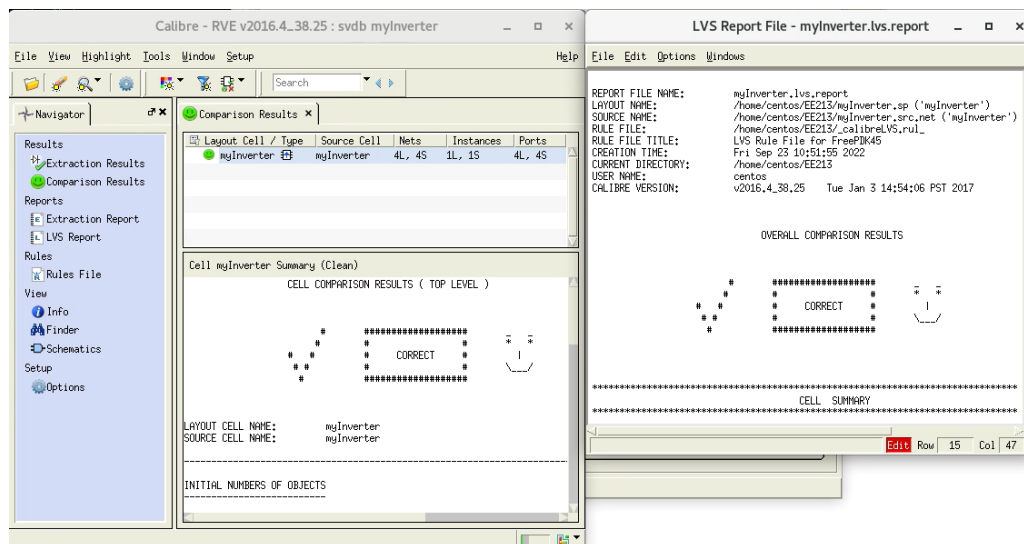 Calibre - RVE v2016.4_38.25 : svdb myInverter
File View Highlight Tools Window Setup Help
Search
Navigator
Results
Extraction Results
Comparison Results
Reports
Extraction Report
LVS Report
Rules
Rules File
View
Info
Finder
Schematics
Setup
Options
Comparison Results
Layout Cell / Type Source Cell Nets Instances Ports
myInverter myInverter 4L, 4S 1L, 1S 4L, 4S
Cell myInverter Summary (Clean)
CELL COMPARISON RESULTS ( TOP LEVEL )
CORRECT
LAYOUT CELL NAME: myInverter
SOURCE CELL NAME: myInverter
INITIAL NUMBERS OF OBJECTS
LVS Report File - myInverter.lvs.report
File Edit Options Windows
REPORT FILE NAME: myInverter.lvs.report
LAYOUT NAME: /home/centos/EE213/myInverter.sp ('myInverter')
SOURCE NAME: /home/centos/EE213/myInverter.src.net ('myInverter')
RULE FILE: /home/centos/EE213/_calibreLVS.rul_
RULE FILE TITLE: LVS Rule File for FreePDK45
CREATION TIME: Fri Sep 23 10:51:55 2022
CURRENT DIRECTORY: /home/centos/EE213
USER NAME: centos
CALIBRE VERSION: v2016.4_38.25 Tue Jan 3 14:54:06 PST 2017
OVERALL COMPARISON RESULTS
CORRECT
CELL SUMMARY
Edit Row 15 Col 47